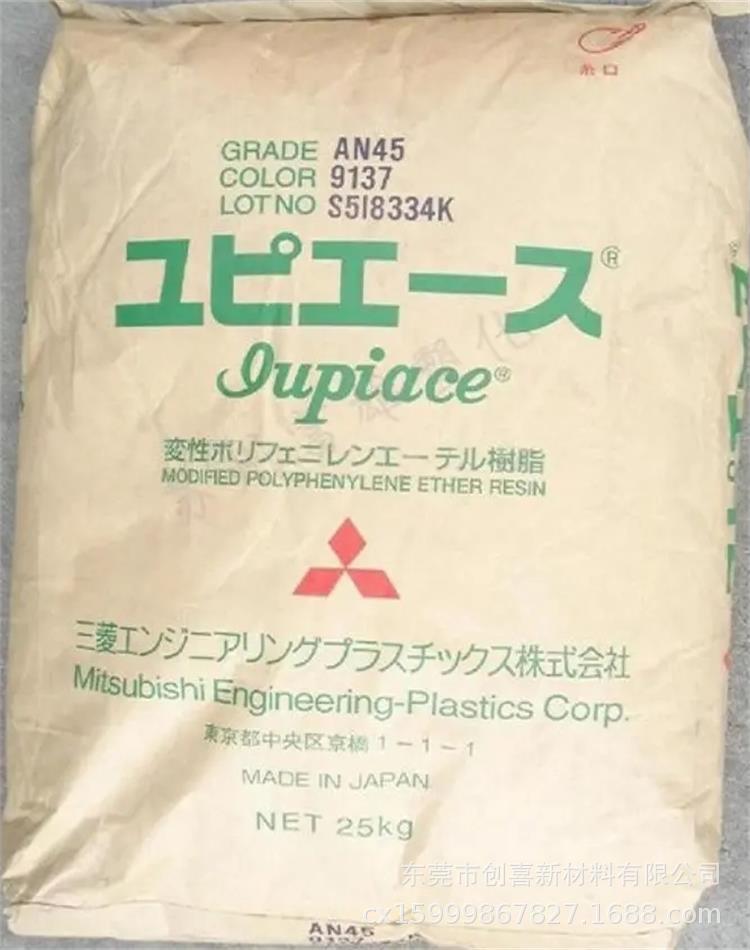 糸口
GRADE AN45
COLOR 9137
LOT NO S5I8334K
ユピエース®
Iupiace®
変性ポリフェニレンエーテル樹脂
MODIFIED POLYPHENYLENE ETHER RESIN
三菱エンジニアリングプラスチックス株式会社
Mitsubishi Engineering-Plastics Corp.
東京都中央区京橋1-1-1
MADE IN JAPAN
NET 25kg
东莞市创喜新材料有限公司
cx15999867827.1688.com
AN45
9137